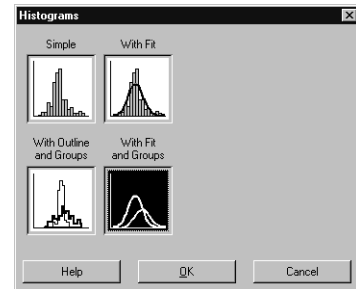 Histograms
Simple
With Fit
With Outline
and Groups
With Fit
and Groups
Help
OK
Cancel